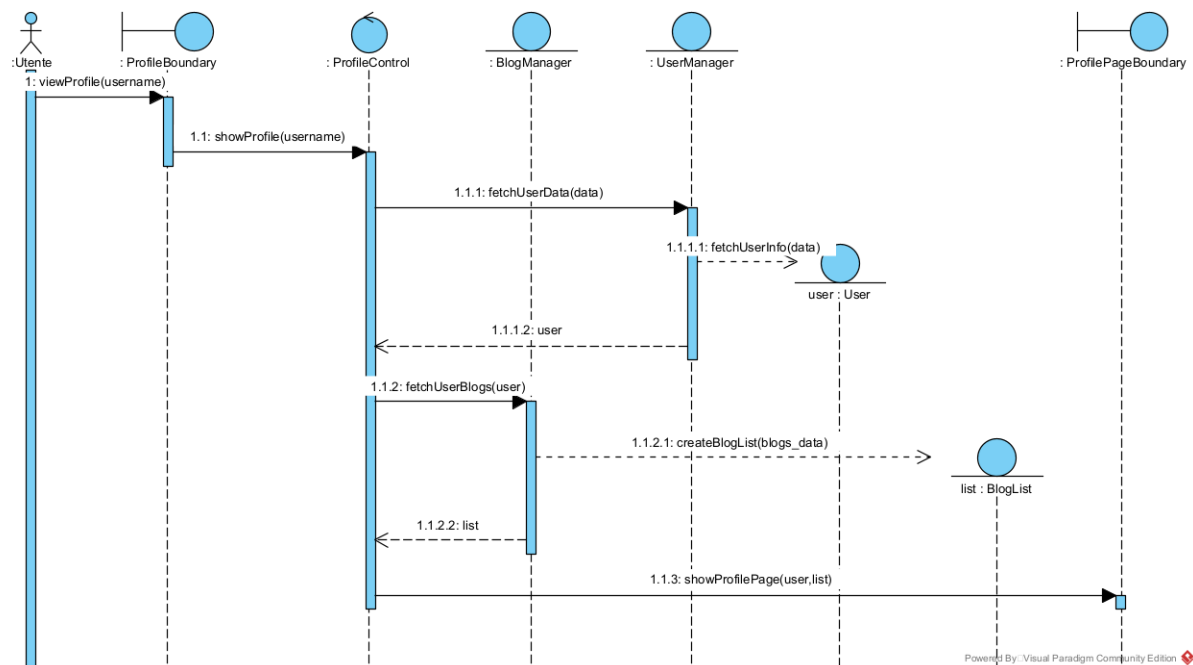 :Utente
: ProfileBoundary
: ProfileControl
: BlogManager
: UserManager
: ProfilePageBoundary
1: viewProfile(username)
1.1: showProfile(username)
1.1.1: fetchUserData(data)
1.1.1.1: fetchUserInfo(data)
user : User
1.1.1.2: user
1.1.2: fetchUserBlogs(user)
1.1.2.1: createBlogList(blogs_data)
list : BlogList
1.1.2.2: list
1.1.3: showProfilePage(user,list)
Powered By Visual Paradigm Community Edition